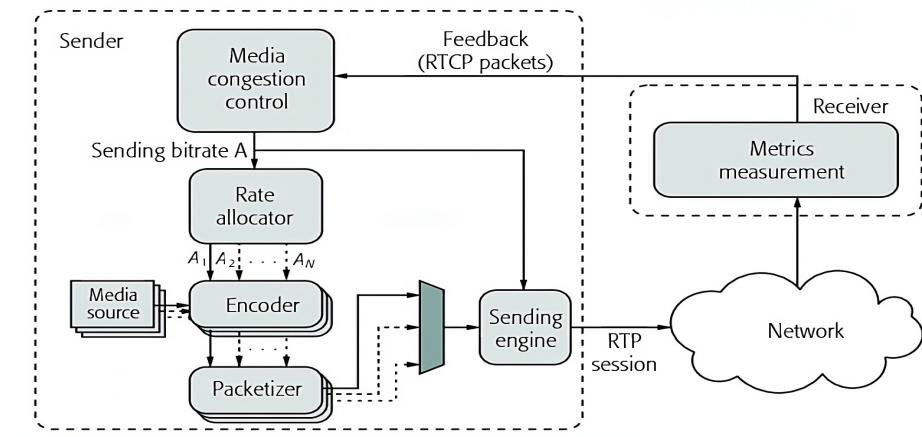 Sender
Media
congestion
control
Feedback
(RTCP packets)
Receiver
Metrics
measurement
Sending bitrate A
Rate
allocator
A₁ A₂ . . . Aₙ
Media
source
Encoder
. . .
Packetizer
Sending
engine
RTP
session
Network